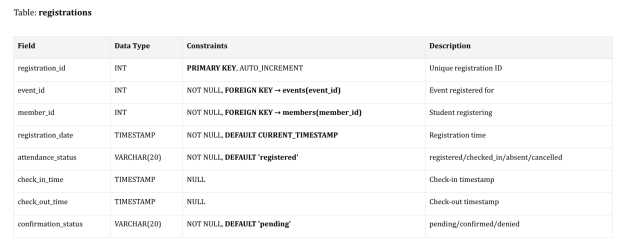 Table: registrations
Field Data Type Constraints Description
registration_id INT PRIMARY KEY, AUTO_INCREMENT Unique registration ID
event_id INT NOT NULL, FOREIGN KEY → events(event_id) Event registered for
member_id INT NOT NULL, FOREIGN KEY → members(member_id) Student registering
registration_date TIMESTAMP NOT NULL, DEFAULT CURRENT_TIMESTAMP Registration time
attendance_status VARCHAR(20) NOT NULL, DEFAULT 'registered' registered/checked_in/absent/cancelled
check_in_time TIMESTAMP NULL Check-in timestamp
check_out_time TIMESTAMP NULL Check-out timestamp
confirmation_status VARCHAR(20) NOT NULL, DEFAULT 'pending' pending/confirmed/denied